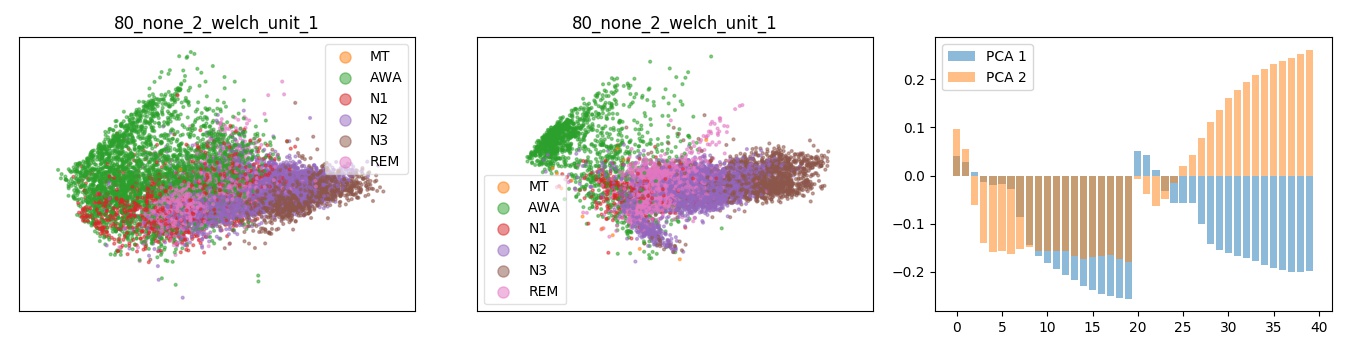 80_none_2_welch_unit_1
MT
AWA
N1
N2
N3
REM
80_none_2_welch_unit_1
MT
AWA
N1
N2
N3
REM
PCA 1
PCA 2
0.2
0.1
0.0
−0.1
−0.2
0 5 10 15 20 25 30 35 40